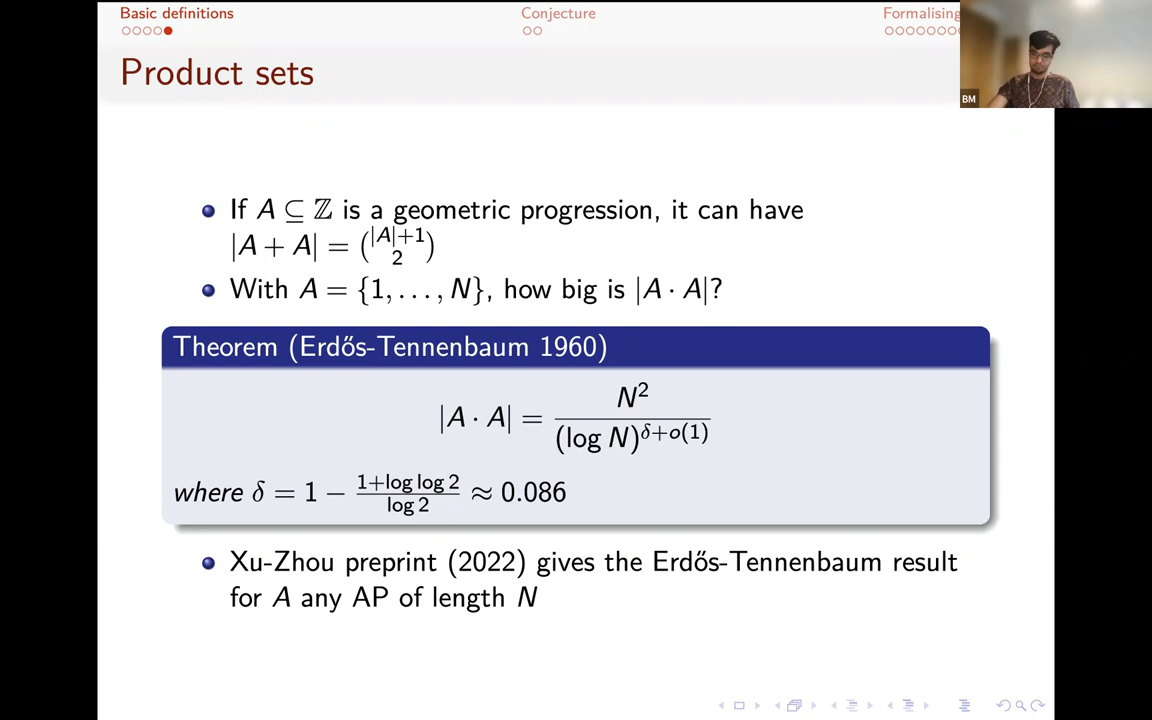 Basic definitions Conjecture Formalising
Product sets
BM
If A ⊆ ℤ is a geometric progression, it can have
|A + A| = (|A|+1 2)
With A = {1, . . . , N}, how big is |A · A|?
Theorem (Erdős-Tennenbaum 1960)
|A · A| = N² / (log N)^{δ+o(1)}
where δ = 1 − (1+log log 2)/(log 2) ≈ 0.086
Xu-Zhou preprint (2022) gives the Erdős-Tennenbaum result
for A any AP of length N